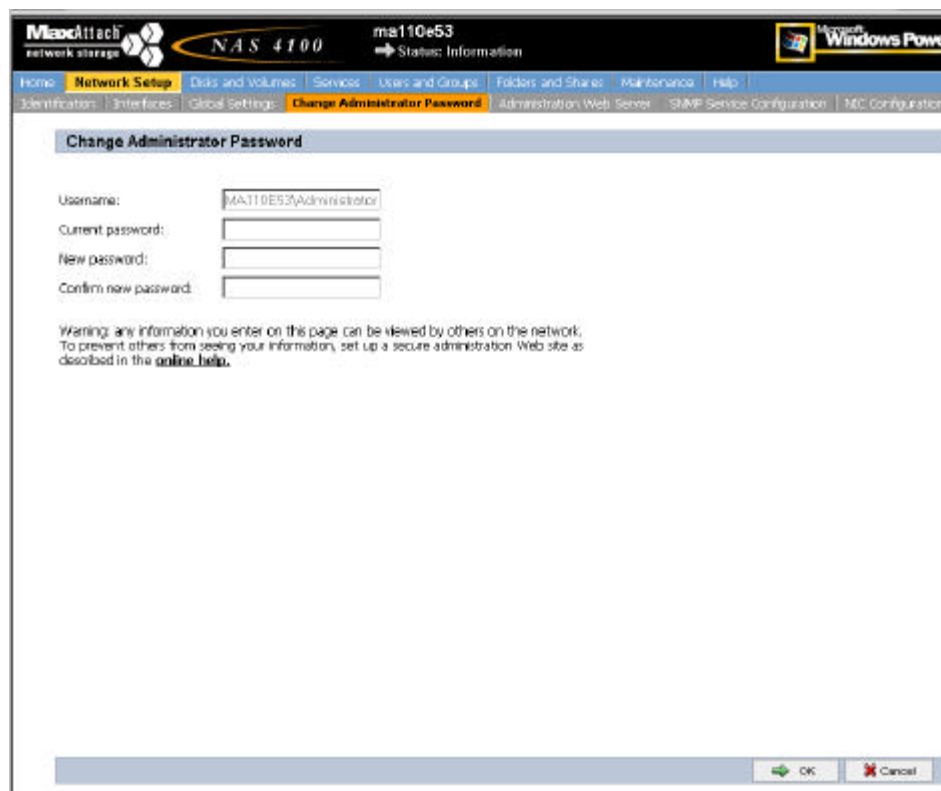 MaxAttach
network storage
NAS 4100
ma110e53
Status: Information
Microsoft
Windows Powe
Home Network Setup Disks and Volumes Services Users and Groups Folders and Shares Maintenance Help
Identification Interfaces Global Settings Change Administrator Password Administration Web Server SNMP Service Configuration NIC Configuration
Change Administrator Password
Username: MA110E53\Administrator
Current password:
New password:
Confirm new password:
Warning: any information you enter on this page can be viewed by others on the network.
To prevent others from seeing your information, set up a secure administration Web site as
described in the online help.
OK Cancel